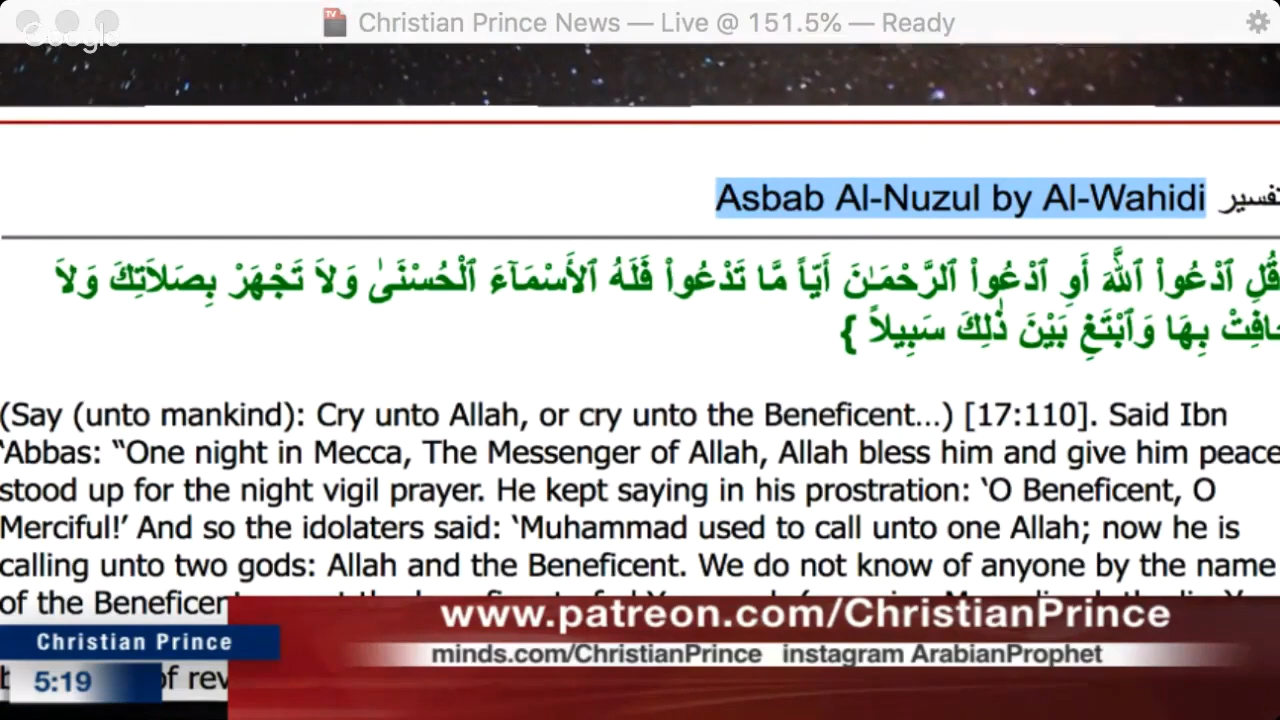 Christian Prince News — Live @ 151.5% — Ready
Google
TV
Asbab Al-Nuzul by Al-Wahidi
قُلِ ٱدْعُواْ ٱللَّهَ أَوِ ٱدْعُواْ ٱلرَّحْمَـٰنَ أَيّاً مَّا تَدْعُواْ فَلَهُ ٱلأَسْمَآءَ ٱلْحُسْنَىٰ وَلاَ تَجْهَرْ بِصَلاَتِكَ وَلاَ
بِهَا وَٱبْتَغِ بَيْنَ ذٰلِكَ سَبِيلاً }
(Say (unto mankind): Cry unto Allah, or cry unto the Beneficent...) [17:110]. Said Ibn
‘Abbas: “One night in Mecca, The Messenger of Allah, Allah bless him and give him peace
stood up for the night vigil prayer. He kept saying in his prostration: ‘O Beneficent, O
Merciful!’ And so the idolaters said: ‘Muhammad used to call unto one Allah; now he is
calling unto two gods: Allah and the Beneficent. We do not know of anyone by the name
of the
www.patreon.com/ChristianPrince
Christian Prince
minds.com/ChristianPrince instagram ArabianProphet
5:19
of